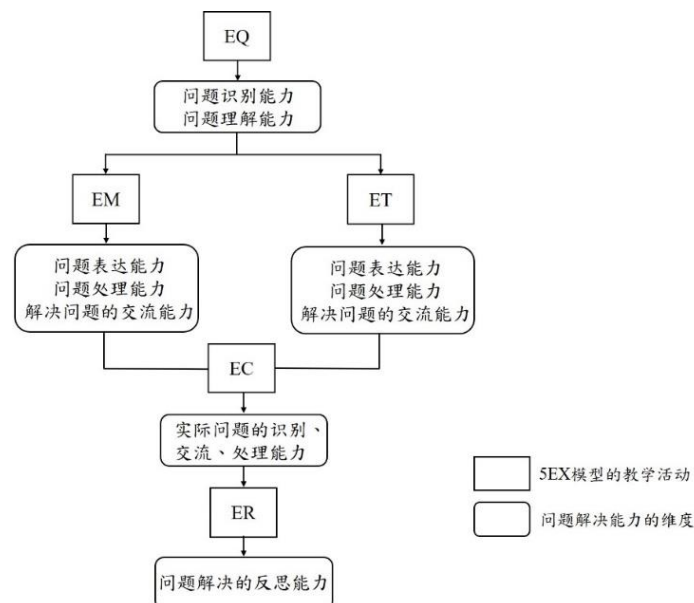 EQ
问题识别能力
问题理解能力
EM
ET
问题表达能力
问题处理能力
解决问题的交流能力
问题表达能力
问题处理能力
解决问题的交流能力
EC
实际问题的识别、
交流、处理能力
ER
问题解决的反思能力
5EX模型的教学活动
问题解决能力的维度